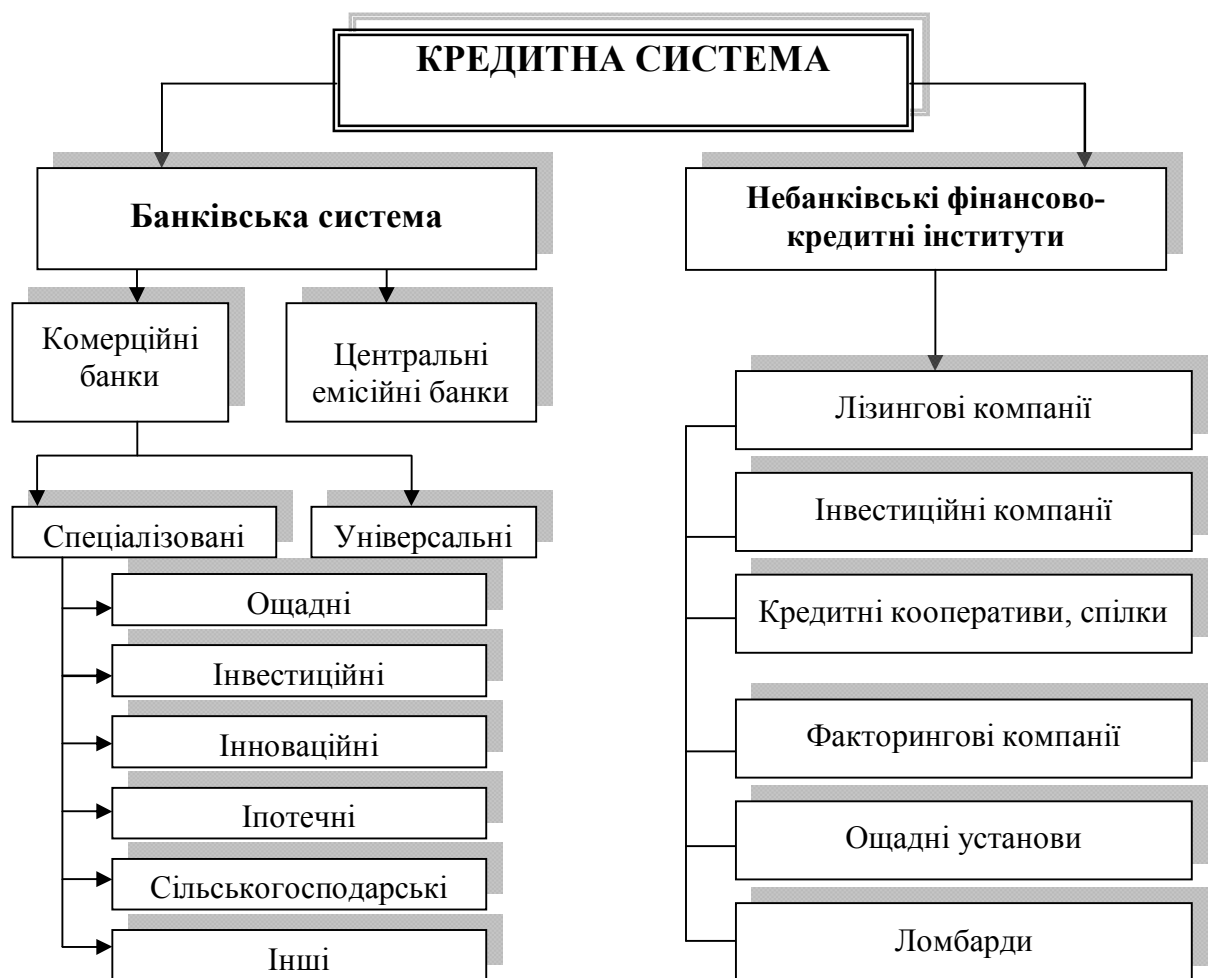 КРЕДИТНА СИСТЕМА
Банківська система
Небанківські фінансово-
кредитні інститути
Комерційні
банки
Центральні
емісійні банки
Спеціалізовані
Універсальні
Ощадні
Інвестиційні
Інноваційні
Іпотечні
Сільськогосподарські
Інші
Лізингові компанії
Інвестиційні компанії
Кредитні кооперативи, спілки
Факторингові компанії
Ощадні установи
Ломбарди